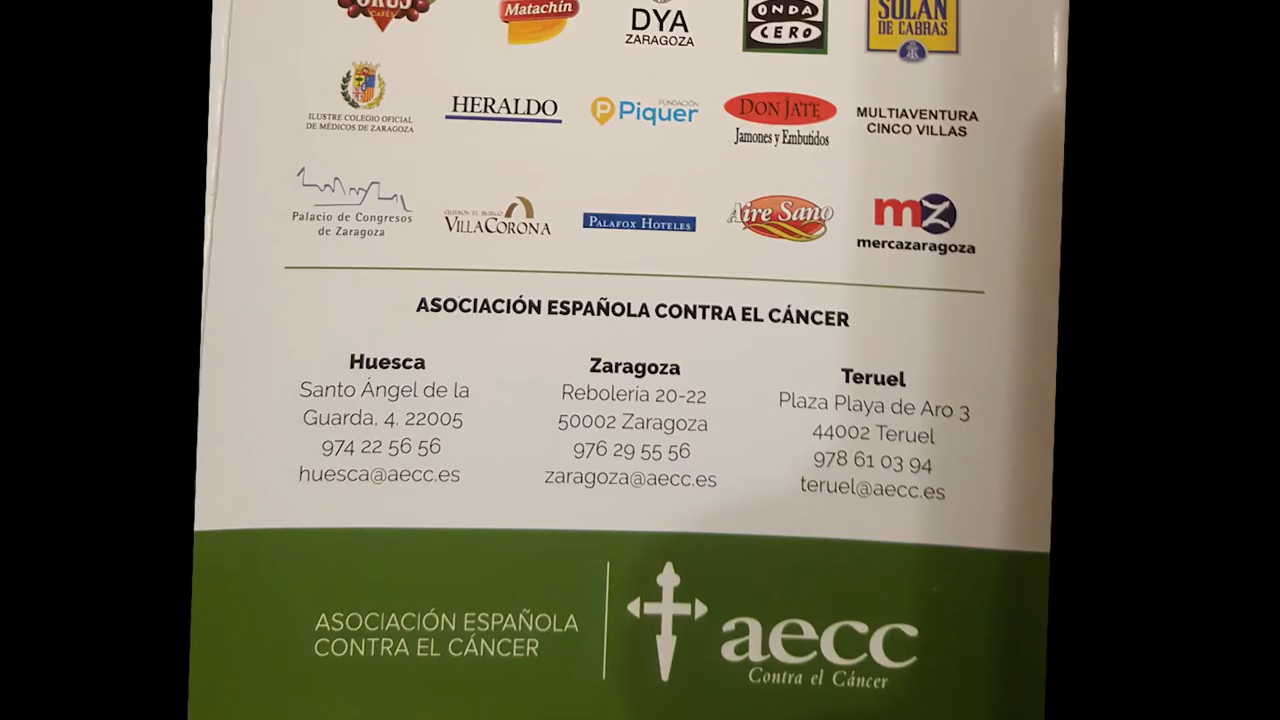 ORUS
CAFÉS
Matachín
DYA
ZARAGOZA
ONDA
CERO
SOLÁN
DE CABRAS
ILUSTRE COLEGIO OFICIAL
DE MÉDICOS DE ZARAGOZA
HERALDO
FUNDACIÓN
Piquer
DON JATE
Jamones y Embutidos
MULTIAVENTURA
CINCO VILLAS
Palacio de Congresos
de Zaragoza
VILLACORONA
PALAFOX HOTELES
Aire Sano
mz
mercazaragoza
ASOCIACIÓN ESPAÑOLA CONTRA EL CÁNCER
Huesca
Santo Ángel de la
Guarda, 4. 22005
974 22 56 56
huesca@aecc.es
Zaragoza
Rebolería 20-22
50002 Zaragoza
976 29 55 56
zaragoza@aecc.es
Teruel
Plaza Playa de Aro 3
44002 Teruel
978 61 03 94
teruel@aecc.es
ASOCIACIÓN ESPAÑOLA
CONTRA EL CÁNCER
aecc
Contra el Cáncer